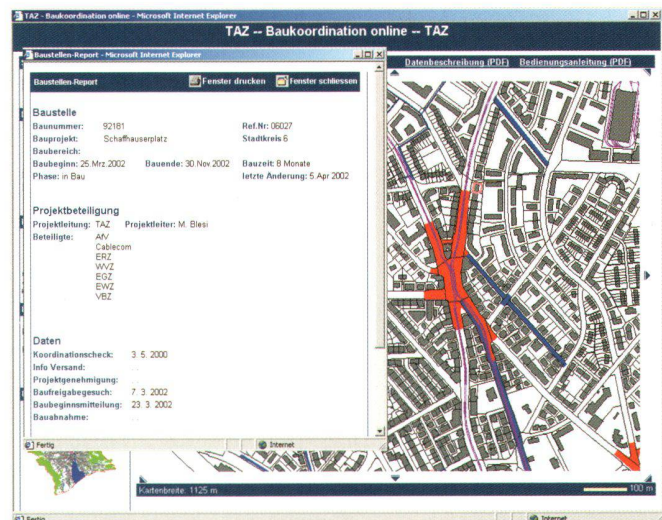 TAZ - Baukoordination online - Microsoft Internet Explorer
TAZ -- Baukoordination online -- TAZ
Baustellen-Report - Microsoft Internet Explorer
Datenbeschreibung (PDF) Bedienungsanleitung (PDF)
Baustellen-Report Fenster drucken Fenster schliessen
Baustelle
Baunummer: 92181 Ref.Nr: 06027
Bauprojekt: Schaffhauserplatz Stadtkreis 6
Baubereich:
Baubeginn: 25.Mrz.2002 Bauende: 30.Nov.2002 Bauzeit: 8 Monate
Phase: in Bau letzte Änderung: 5.Apr 2002
Projektbeteiligung
Projektleitung: TAZ Projektleiter: M. Blesi
Beteiligte: AfV
Cablecom
ERZ
WVZ
EGZ
EWZ
VBZ
Daten
Koordinationscheck: 3. 5. 2000
Info Versand: . .
Projektgenehmigung: . .
Baufreigabegesuch: 7. 3. 2002
Baubeginnsmitteilung: 23. 3. 2002
Bauabnahme: . .
Fertig Internet
Kartenbreite: 1125 m 100 m
Fertig Internet